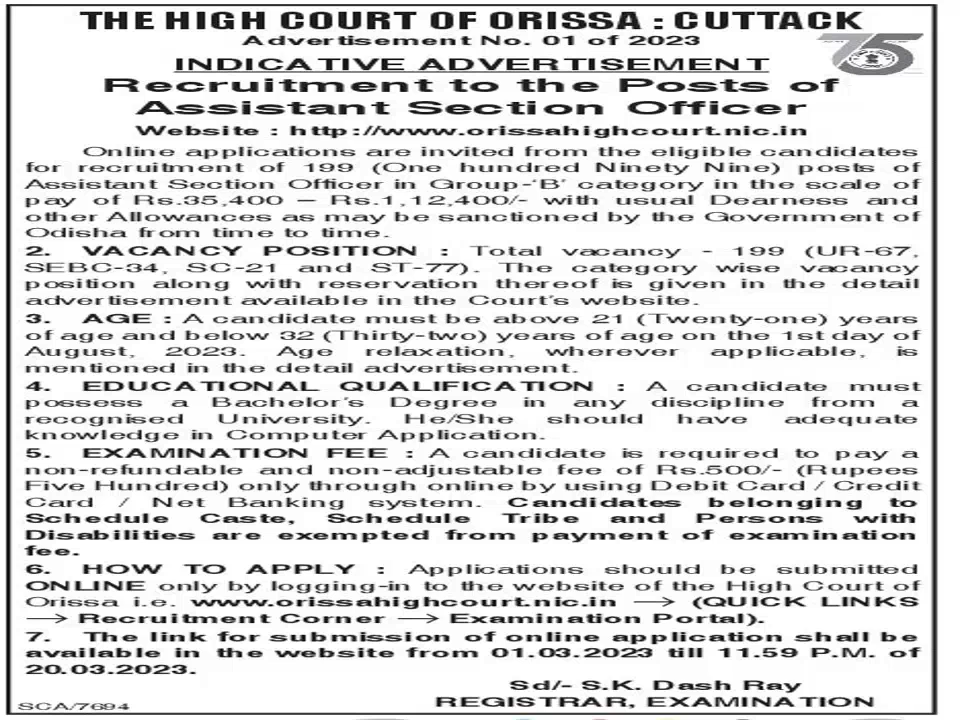 THE HIGH COURT OF ORISSA : CUTTACK
Advertisement No. 01 of 2023
75
INDICATIVE ADVERTISEMENT
Recruitment to the Posts of
Assistant Section Officer
Website : http://www.orissahighcourt.nic.in
Online applications are invited from the eligible candidates
for recruitment of 199 (One hundred Ninety Nine) posts of
Assistant Section Officer in Group-'B' category in the scale of
pay of Rs.35,400 – Rs.1,12,400/- with usual Dearness and
other Allowances as may be sanctioned by the Government of
Odisha from time to time.
2. VACANCY POSITION : Total vacancy - 199 (UR-67,
SEBC-34, SC-21 and ST-77). The category wise vacancy
position along with reservation thereof is given in the detail
advertisement available in the Court's website.
3. AGE : A candidate must be above 21 (Twenty-one) years
of age and below 32 (Thirty-two) years of age on the 1st day of
August, 2023. Age relaxation, wherever applicable, is
mentioned in the detail advertisement.
4. EDUCATIONAL QUALIFICATION : A candidate must
possess a Bachelor's Degree in any discipline from a
recognised University. He/She should have adequate
knowledge in Computer Application.
5. EXAMINATION FEE : A candidate is required to pay a
non-refundable and non-adjustable fee of Rs.500/- (Rupees
Five Hundred) only through online by using Debit Card / Credit
Card / Net Banking system. Candidates belonging to
Schedule Caste, Schedule Tribe and Persons with
Disabilities are exempted from payment of examination
fee.
6. HOW TO APPLY : Applications should be submitted
ONLINE only by logging-in to the website of the High Court of
Orissa i.e. www.orissahighcourt.nic.in → (QUICK LINKS
→ Recruitment Corner → Examination Portal).
7. The link for submission of online application shall be
available in the website from 01.03.2023 till 11.59 P.M. of
20.03.2023.
Sd/- S.K. Dash Ray
REGISTRAR, EXAMINATION
SCA/7694